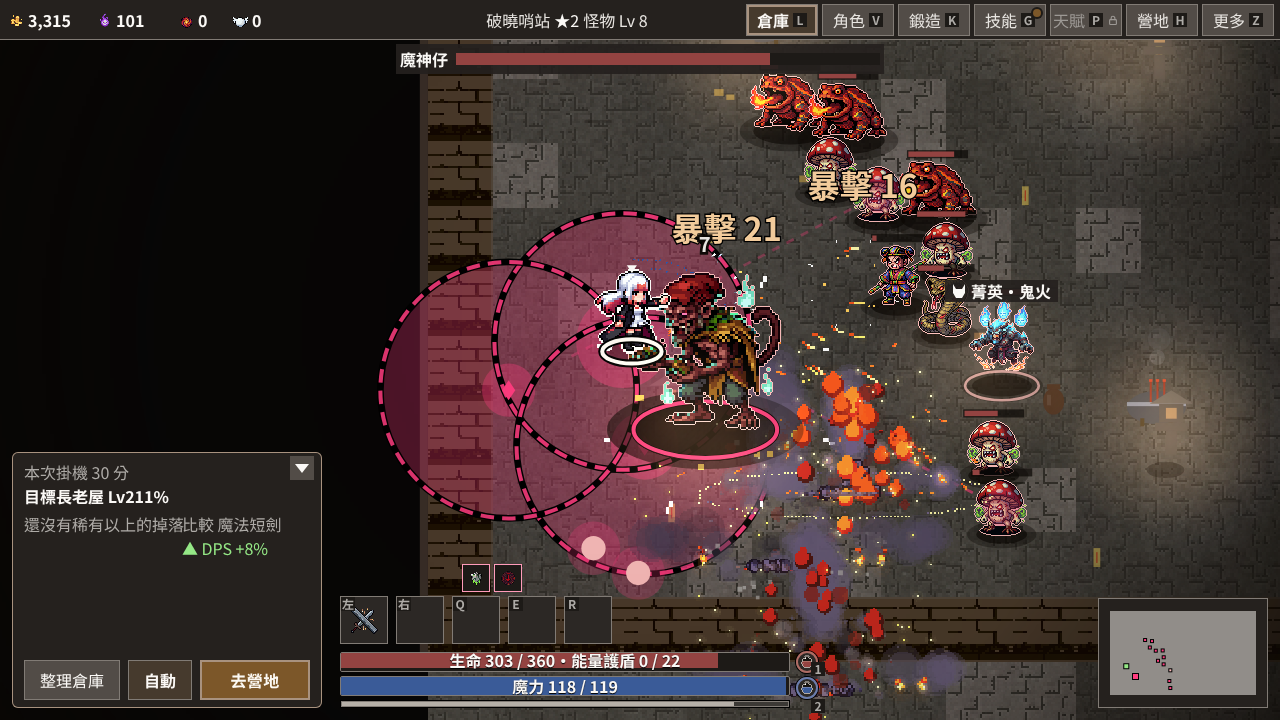 3,315 101 0 0 破曉哨站 ★2 怪物 Lv 8 倉庫 L 角色 V 鍛造 K 技能 G 天賦 P 營地 H 更多 Z
魔神仔
暴擊 16
暴擊 21
7
菁英・鬼火
本次掛機 30 分
目標長老屋 Lv211%
還沒有稀有以上的掉落比較 魔法短劍
▲ DPS +8%
整理倉庫 自動 去營地
左 右 Q E R
生命 303 / 360・能量護盾 0 / 22 1
魔力 118 / 119
2